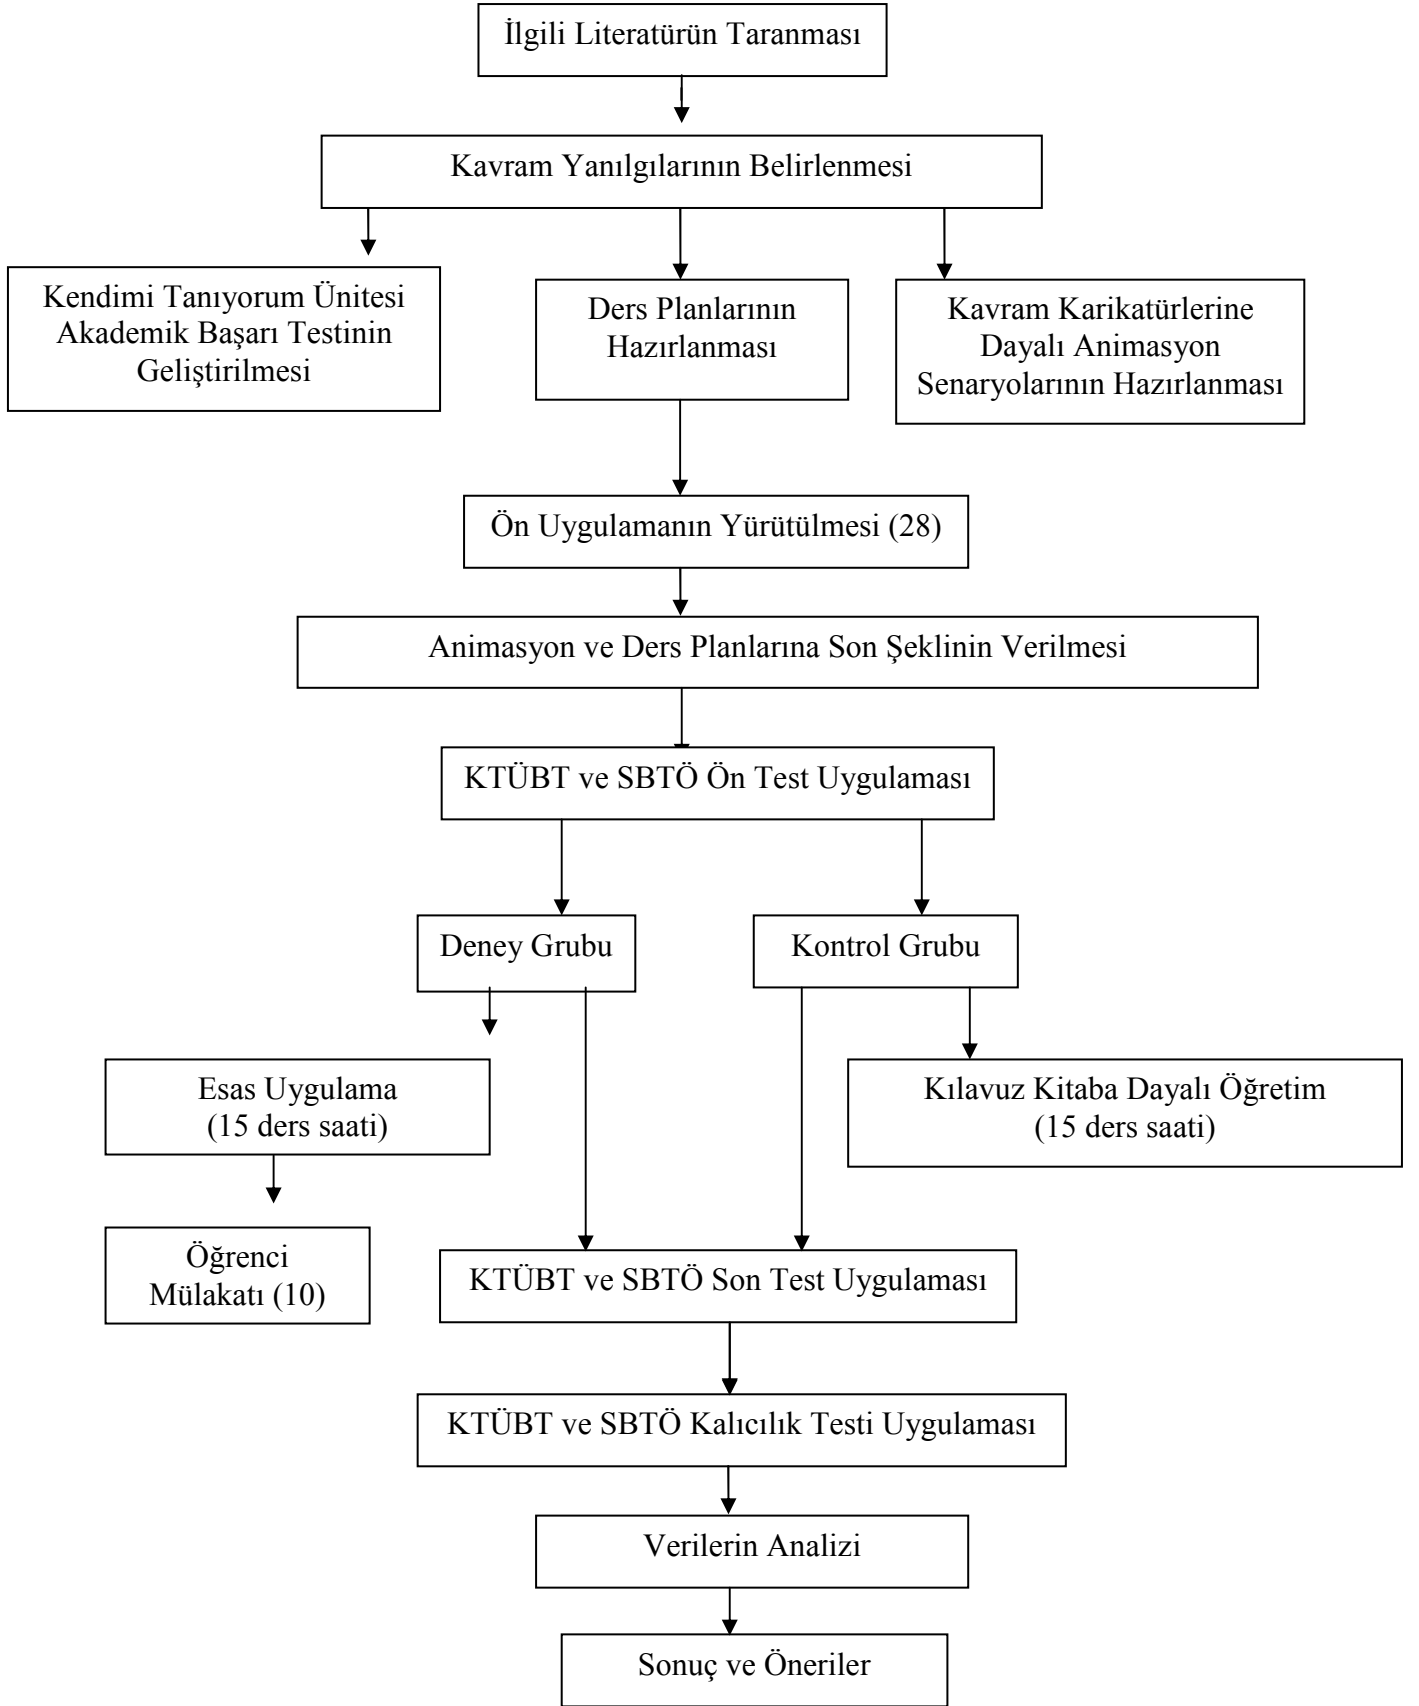 İlgili Literatürün Taranması
Kavram Yanılgılarının Belirlenmesi
Kendimi Tanıyorum Ünitesi
Akademik Başarı Testinin
Geliştirilmesi
Ders Planlarının
Hazırlanması
Kavram Karikatürlerine
Dayalı Animasyon
Senaryolarının Hazırlanması
Ön Uygulamanın Yürütülmesi (28)
Animasyon ve Ders Planlarına Son Şeklinin Verilmesi
KTÜBT ve SBTÖ Ön Test Uygulaması
Deney Grubu
Kontrol Grubu
Esas Uygulama
(15 ders saati)
Kılavuz Kitaba Dayalı Öğretim
(15 ders saati)
Öğrenci
Mülakatı (10)
KTÜBT ve SBTÖ Son Test Uygulaması
KTÜBT ve SBTÖ Kalıcılık Testi Uygulaması
Verilerin Analizi
Sonuç ve Öneriler